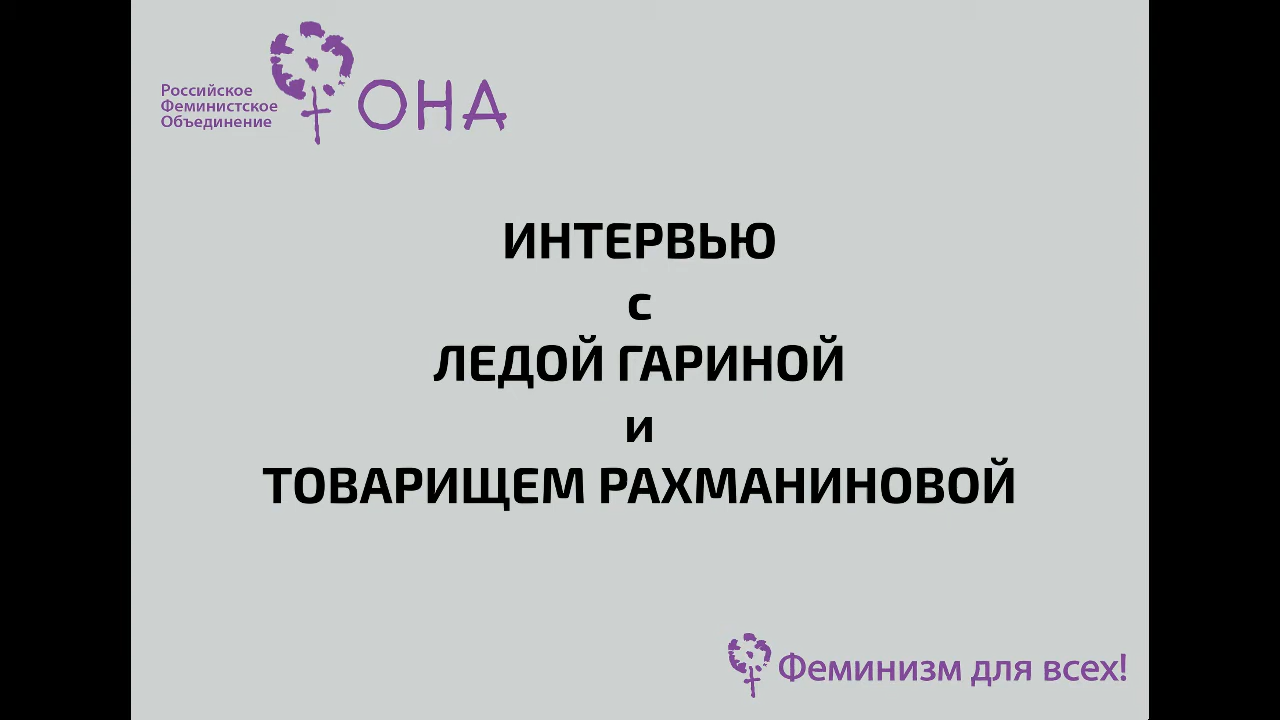 Российское
Феминистское
Объединение
ОНА
ИНТЕРВЬЮ
с
ЛЕДОЙ ГАРИНОЙ
и
ТОВАРИЩЕМ РАХМАНИНОВОЙ
Феминизм для всех!